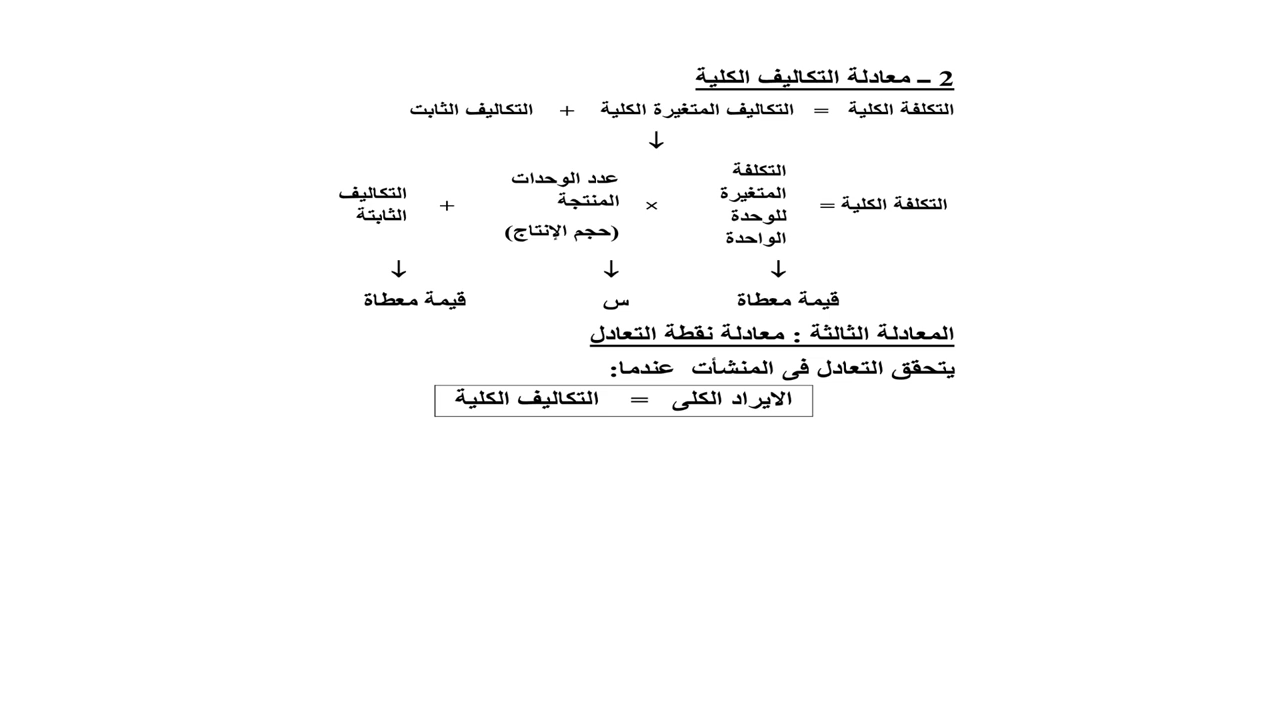 2 – معادلة التكاليف الكلية
التكلفة الكلية = التكاليف المتغيرة الكلية + التكاليف الثابت
↓
التكلفة الكلية = التكلفة المتغيرة للوحدة الواحدة × عدد الوحدات المنتجة (حجم الإنتاج) + التكاليف الثابتة
↓ ↓ ↓
قيمة معطاة س قيمة معطاة
المعادلة الثالثة : معادلة نقطة التعادل
يتحقق التعادل فى المنشأت عندما:
الايراد الكلى = التكاليف الكلية